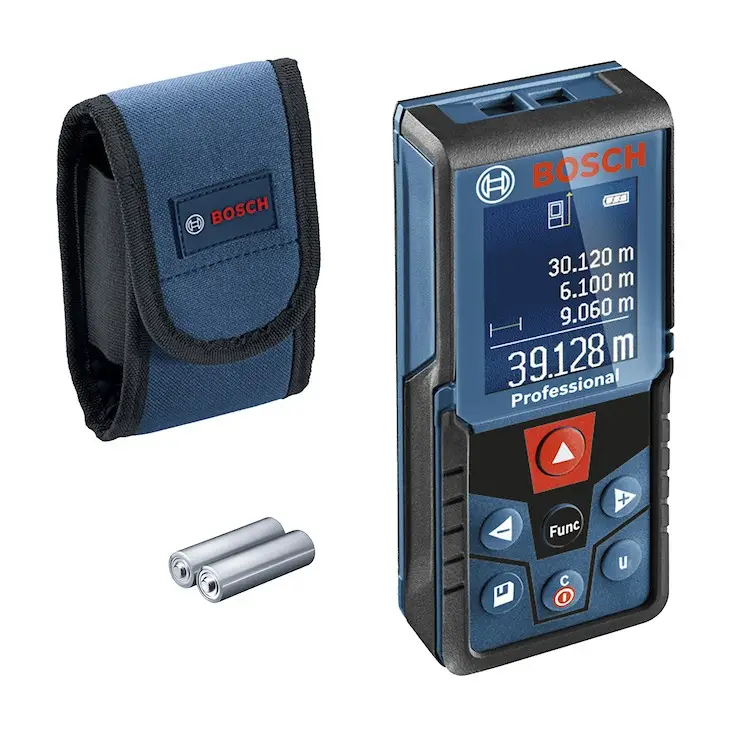 BOSCH
BOSCH
30.120 m
6.100 m
9.060 m
39.128 m
Professional
Func
C
u